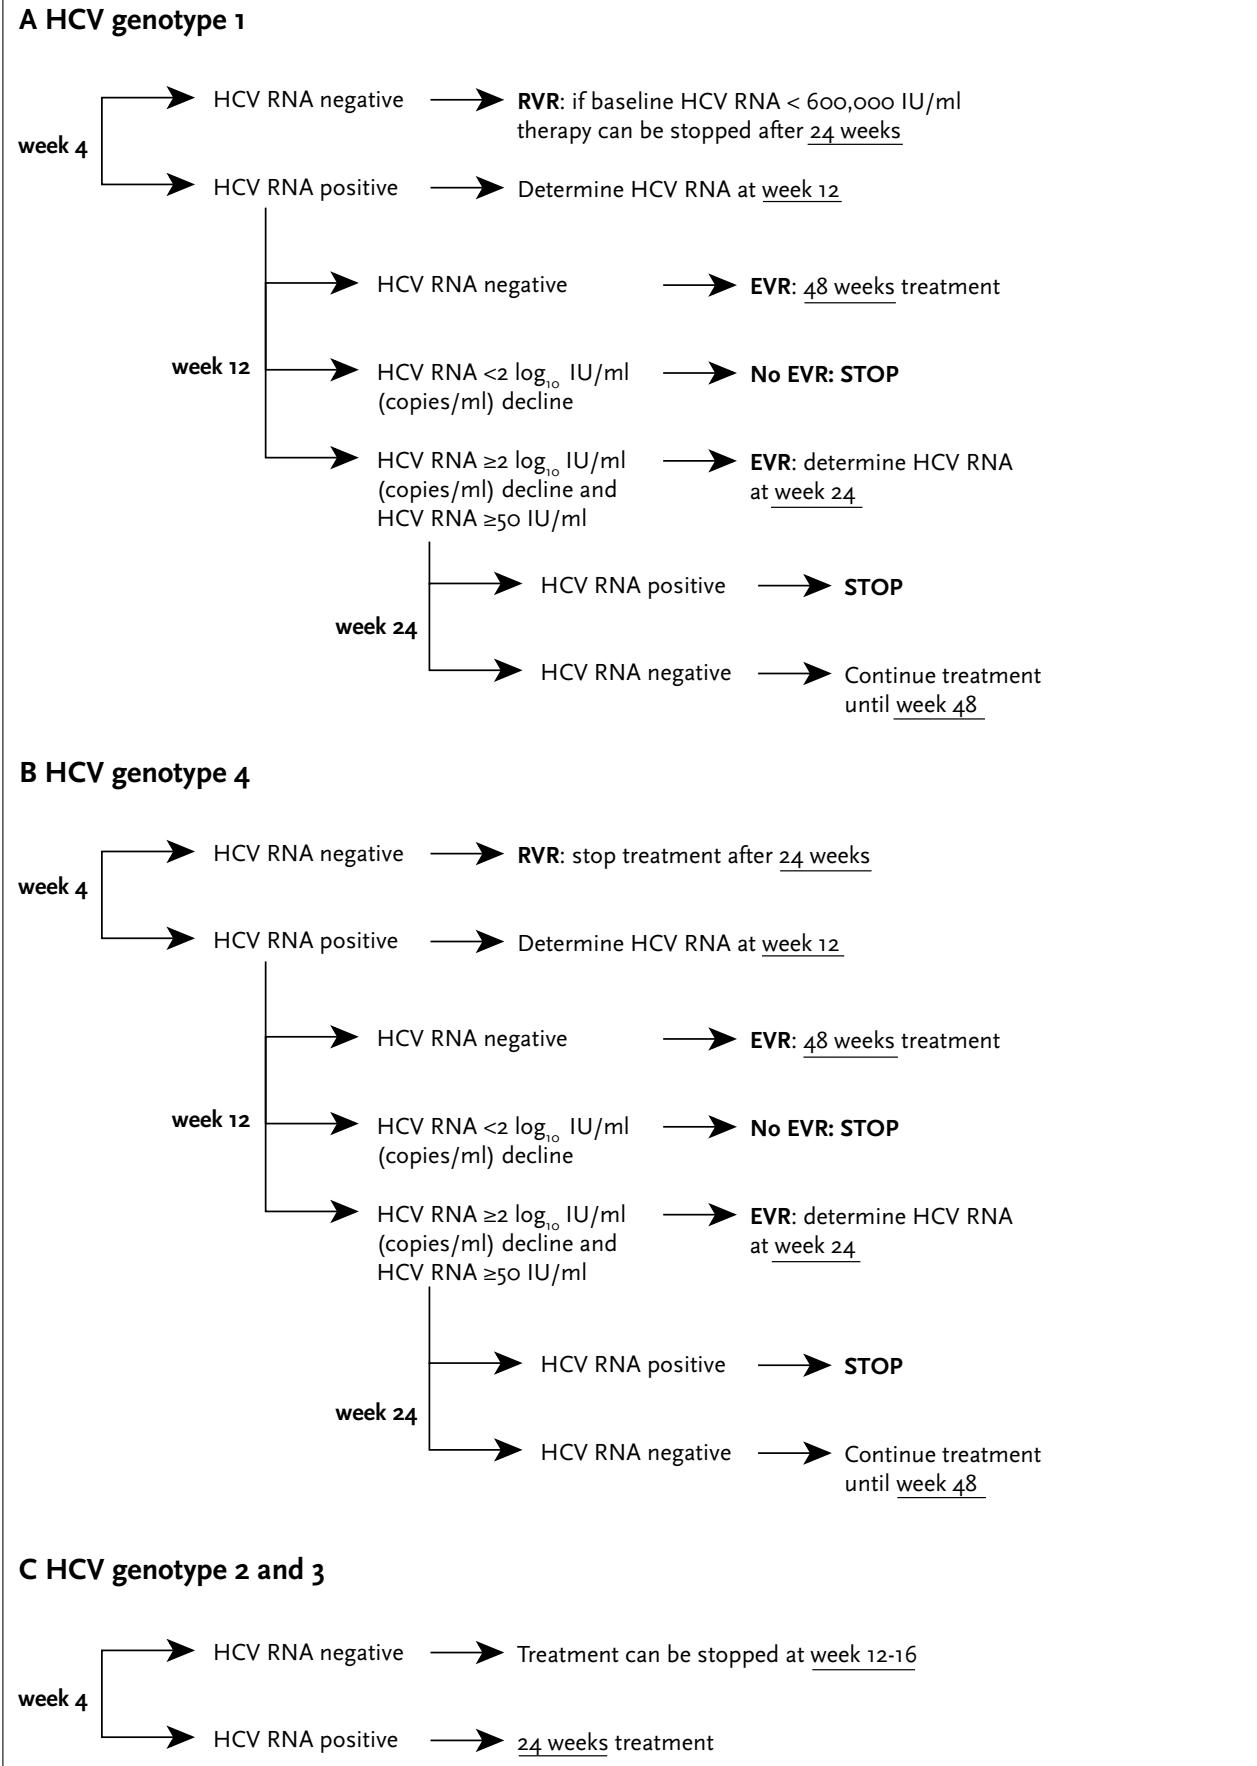 A HCV genotype 1
HCV RNA negative
RVR: if baseline HCV RNA < 600,000 IU/ml
therapy can be stopped after 24 weeks
week 4
HCV RNA positive
Determine HCV RNA at week 12
HCV RNA negative
EVR: 48 weeks treatment
week 12
HCV RNA <2 log10 IU/ml
(copies/ml) decline
No EVR: STOP
HCV RNA ≥2 log10 IU/ml
(copies/ml) decline and
HCV RNA ≥50 IU/ml
EVR: determine HCV RNA
at week 24
HCV RNA positive
STOP
week 24
HCV RNA negative
Continue treatment
until week 48
B HCV genotype 4
HCV RNA negative
RVR: stop treatment after 24 weeks
week 4
HCV RNA positive
Determine HCV RNA at week 12
HCV RNA negative
EVR: 48 weeks treatment
week 12
HCV RNA <2 log10 IU/ml
(copies/ml) decline
No EVR: STOP
HCV RNA ≥2 log10 IU/ml
(copies/ml) decline and
HCV RNA ≥50 IU/ml
EVR: determine HCV RNA
at week 24
HCV RNA positive
STOP
week 24
HCV RNA negative
Continue treatment
until week 48
C HCV genotype 2 and 3
HCV RNA negative
Treatment can be stopped at week 12-16
week 4
HCV RNA positive
24 weeks treatment